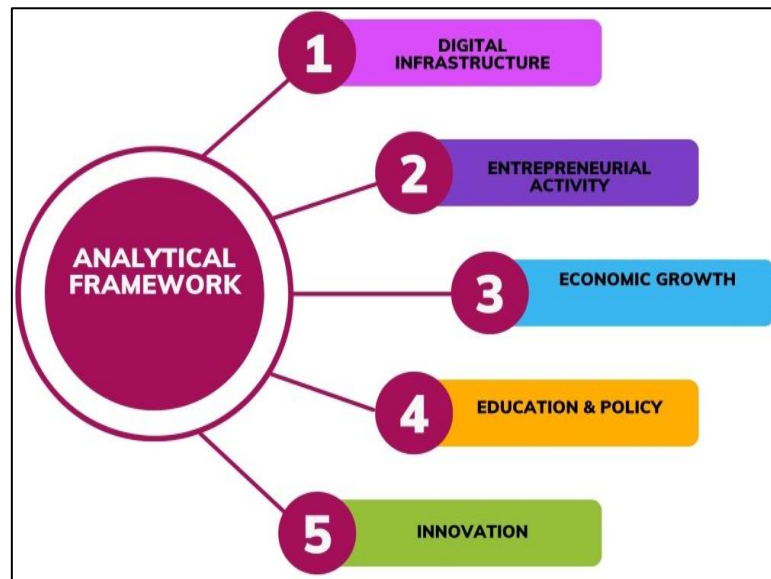 1
DIGITAL
INFRASTRUCTURE
2
ENTREPRENEURIAL
ACTIVITY
ANALYTICAL
FRAMEWORK
3
ECONOMIC GROWTH
4
EDUCATION & POLICY
5
INNOVATION